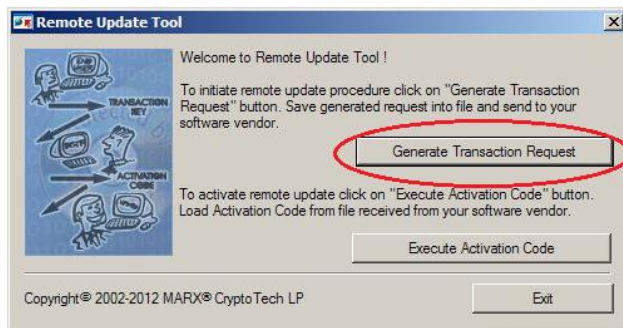 Remote Update Tool
Welcome to Remote Update Tool !
To initiate remote update procedure click on "Generate Transaction
Request" button. Save generated request into file and send to your
software vendor.
TRANSACTION
KEY
Generate Transaction Request
ACTIVATION
CODE
To activate remote update click on "Execute Activation Code" button.
Load Activation Code from file received from your software vendor.
Execute Activation Code
Copyright© 2002-2012 MARX® CryptoTech LP
Exit